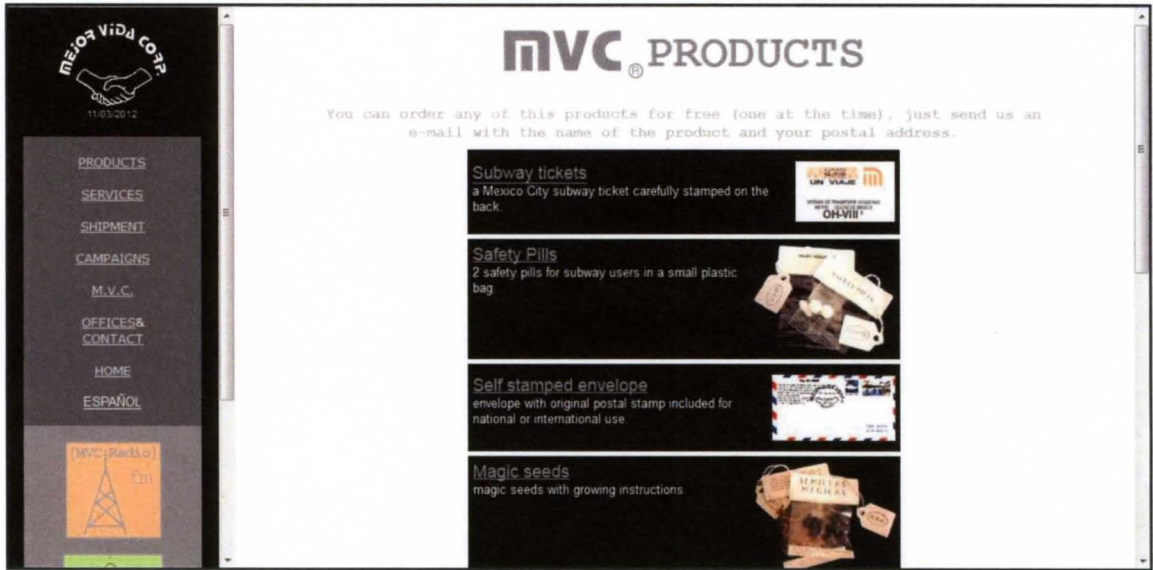 MEJOR VIDA CORP.
11/03/2012
PRODUCTS
SERVICES
SHIPMENT
CAMPAIGNS
M.V.C.
OFFICES&
CONTACT
HOME
ESPAÑOL
[MVC-Radio]
fm
MVC® PRODUCTS
You can order any of this products for free (one at the time), just send us an
e-mail with the name of the product and your postal address.
Subway tickets
a Mexico City subway ticket carefully stamped on the
back.
UN VIAJE
OH-VIII
Safety Pills
2 safety pills for subway users in a small plastic
bag.
SAFETY PILLS
Self stamped envelope
envelope with original postal stamp included for
national or international use.
Magic seeds
magic seeds with growing instructions.
SEMILLAS
MAGICAS